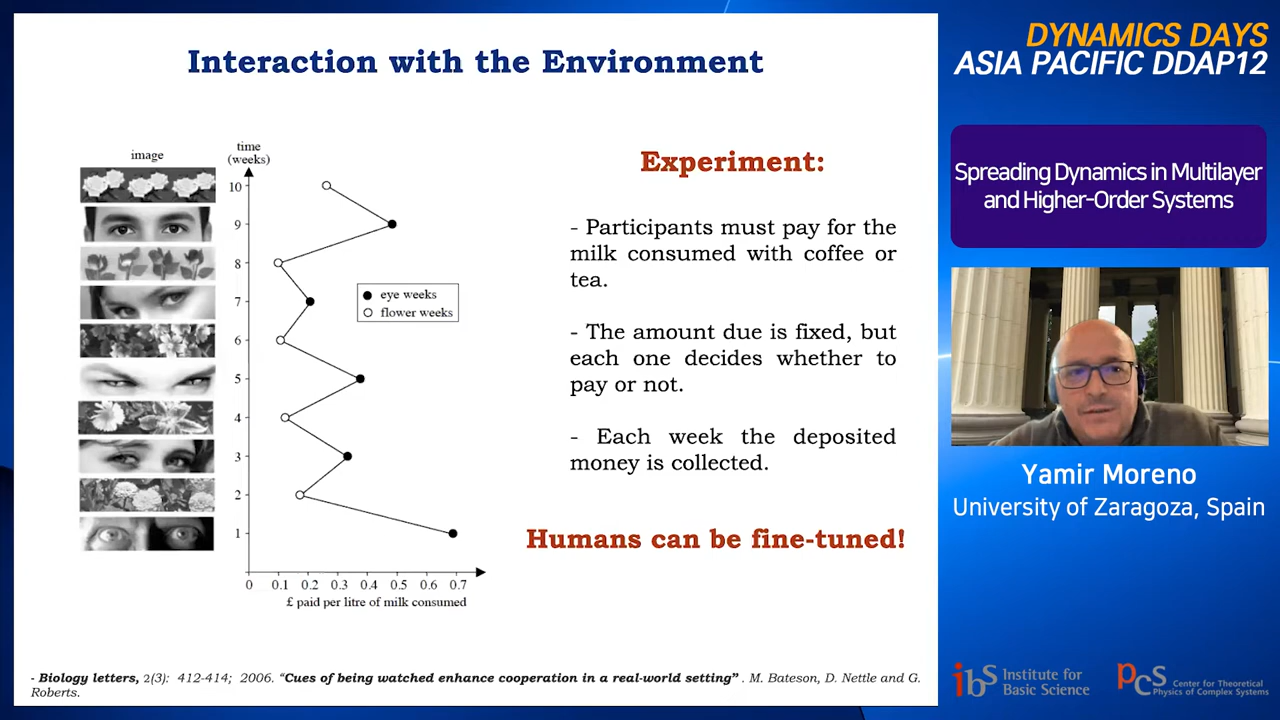 Interaction with the Environment
image
time
(weeks)
10
9
8
7
6
5
4
3
2
1
eye weeks
flower weeks
0 0.1 0.2 0.3 0.4 0.5 0.6 0.7
£ paid per litre of milk consumed
Experiment:
- Participants must pay for the
milk consumed with coffee or
tea.
- The amount due is fixed, but
each one decides whether to
pay or not.
- Each week the deposited
money is collected.
Humans can be fine-tuned!
- Biology letters, 2(3): 412-414; 2006. "Cues of being watched enhance cooperation in a real-world setting" . M. Bateson, D. Nettle and G.
Roberts.
DYNAMICS DAYS
ASIA PACIFIC DDAP12
Spreading Dynamics in Multilayer
and Higher-Order Systems
Yamir Moreno
University of Zaragoza, Spain
ibs Institute for
Basic Science
PCS Center for Theoretical
Physics of Complex Systems